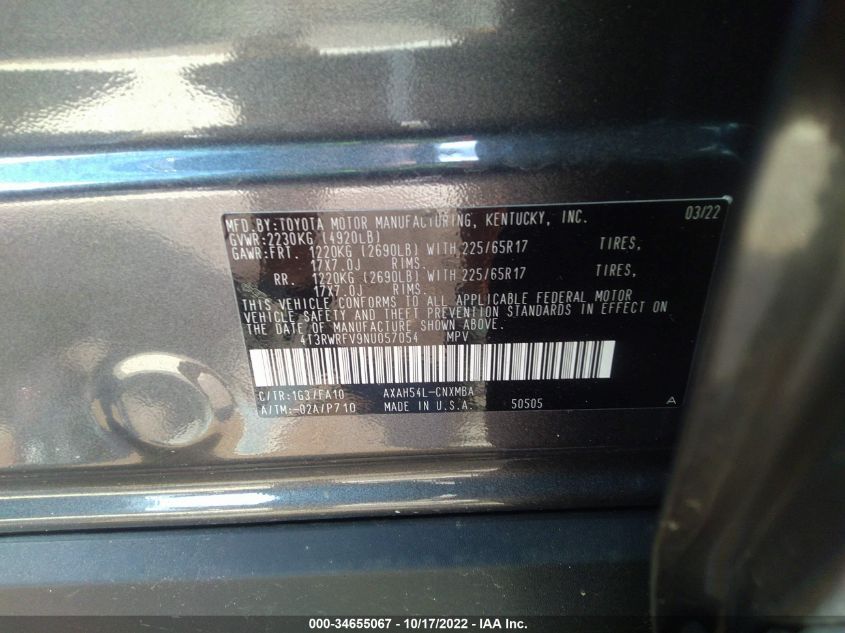 MFD.BY:TOYOTA MOTOR MANUFACTURING, KENTUCKY, INC. 03/22
GVWR:2230KG (4920LB)
GAWR:FRT. 1220KG (2690LB) WITH 225/65R17 TIRES,
17X7.0J RIMS
RR. 1220KG (2690LB) WITH 225/65R17 TIRES,
17X7.0J RIMS
THIS VEHICLE CONFORMS TO ALL APPLICABLE FEDERAL MOTOR
VEHICLE SAFETY AND THEFT PREVENTION STANDARDS IN EFFECT ON
THE DATE OF MANUFACTURE SHOWN ABOVE.
4T3RWRFV9NU057054 MPV
C/TR:1G3/FA10 AXAH54L-CNXMBA
A/TM:-02A/P710 MADE IN U.S.A. 50505 A
000-34655067 - 10/17/2022 - IAA Inc.